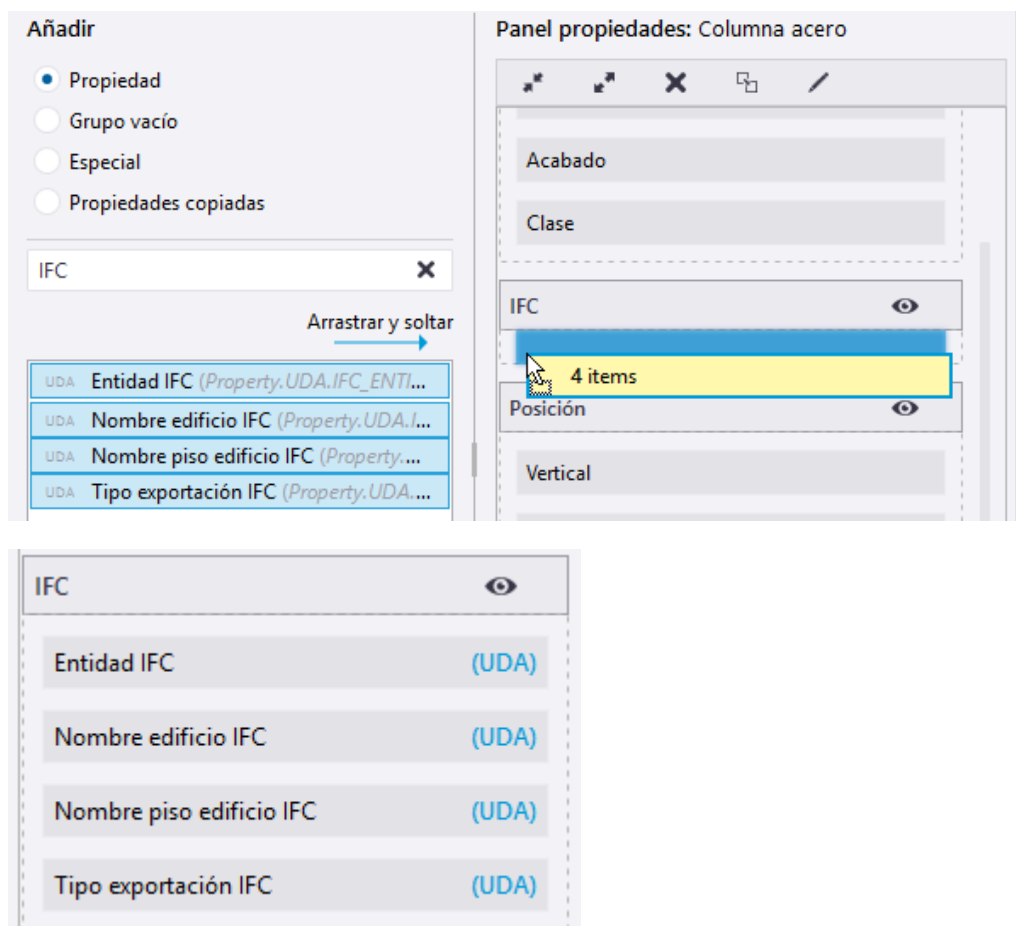 Añadir
Propiedad
Grupo vacío
Especial
Propiedades copiadas
IFC
Arrastrar y soltar
UDA Entidad IFC (Property.UDA.IFC_ENTI...
UDA Nombre edificio IFC (Property.UDA.I...
UDA Nombre piso edificio IFC (Property....
UDA Tipo exportación IFC (Property.UDA....
Panel propiedades: Columna acero
Acabado
Clase
IFC
4 items
Posición
Vertical
IFC
Entidad IFC (UDA)
Nombre edificio IFC (UDA)
Nombre piso edificio IFC (UDA)
Tipo exportación IFC (UDA)